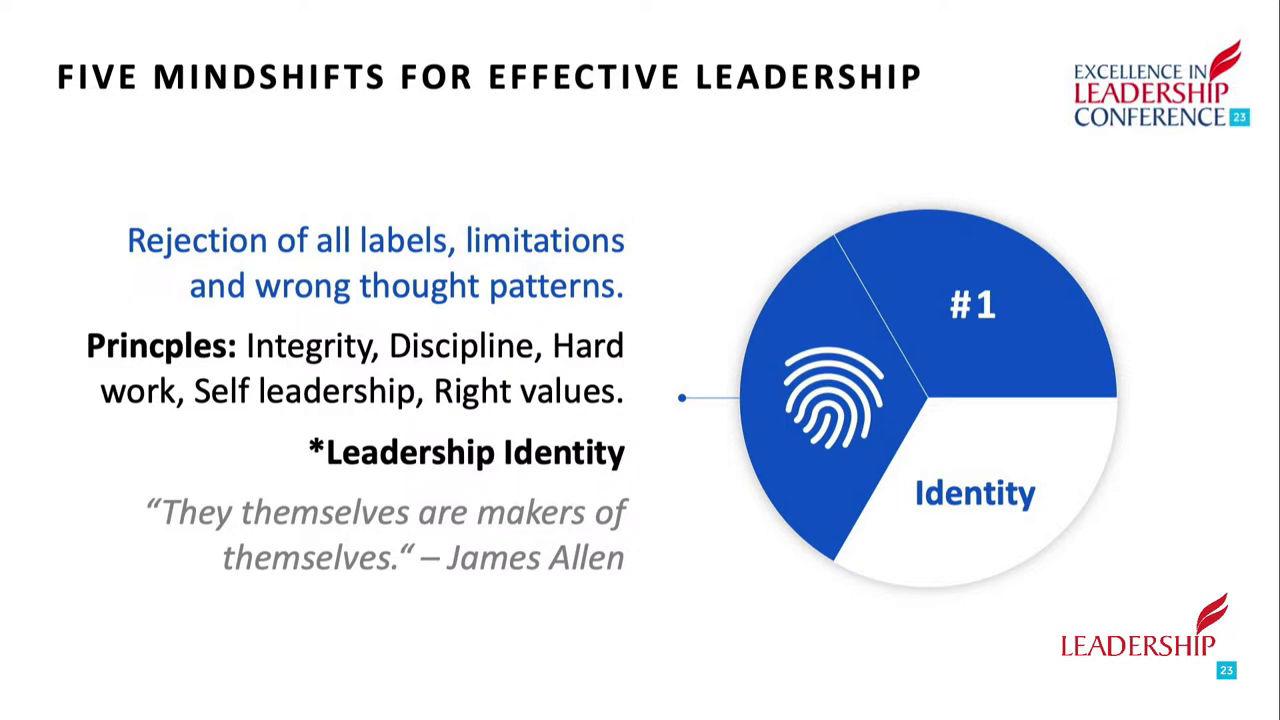 FIVE MINDSHIFTS FOR EFFECTIVE LEADERSHIP
EXCELLENCE IN
LEADERSHIP
CONFERENCE 23
Rejection of all labels, limitations
and wrong thought patterns.
Princples: Integrity, Discipline, Hard
work, Self leadership, Right values.
*Leadership Identity
“They themselves are makers of
themselves.“ – James Allen
#1
Identity
LEADERSHIP
23